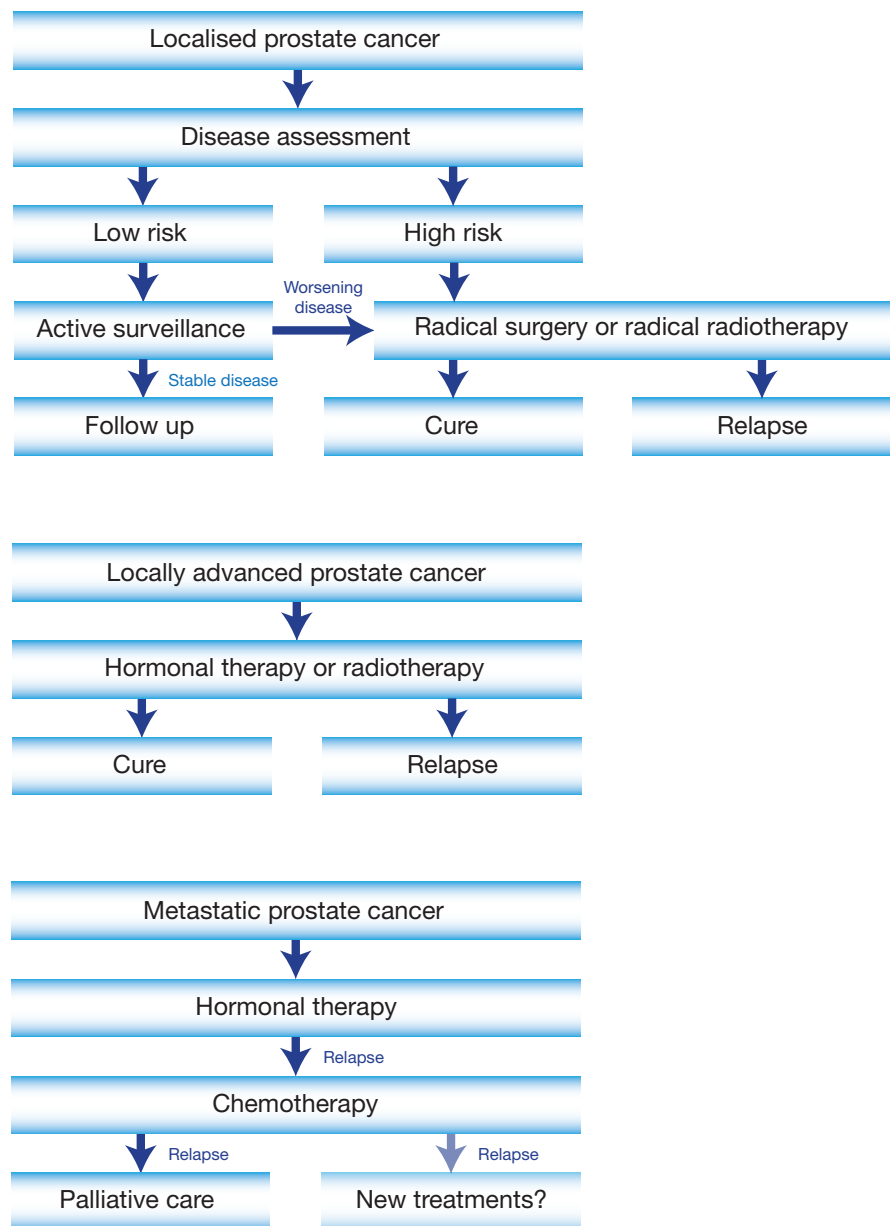 Localised prostate cancer
Disease assessment
Low risk
High risk
Worsening
disease
Active surveillance
Radical surgery or radical radiotherapy
Stable disease
Follow up
Cure
Relapse
Locally advanced prostate cancer
Hormonal therapy or radiotherapy
Cure
Relapse
Metastatic prostate cancer
Hormonal therapy
Relapse
Chemotherapy
Relapse
Relapse
Palliative care
New treatments?